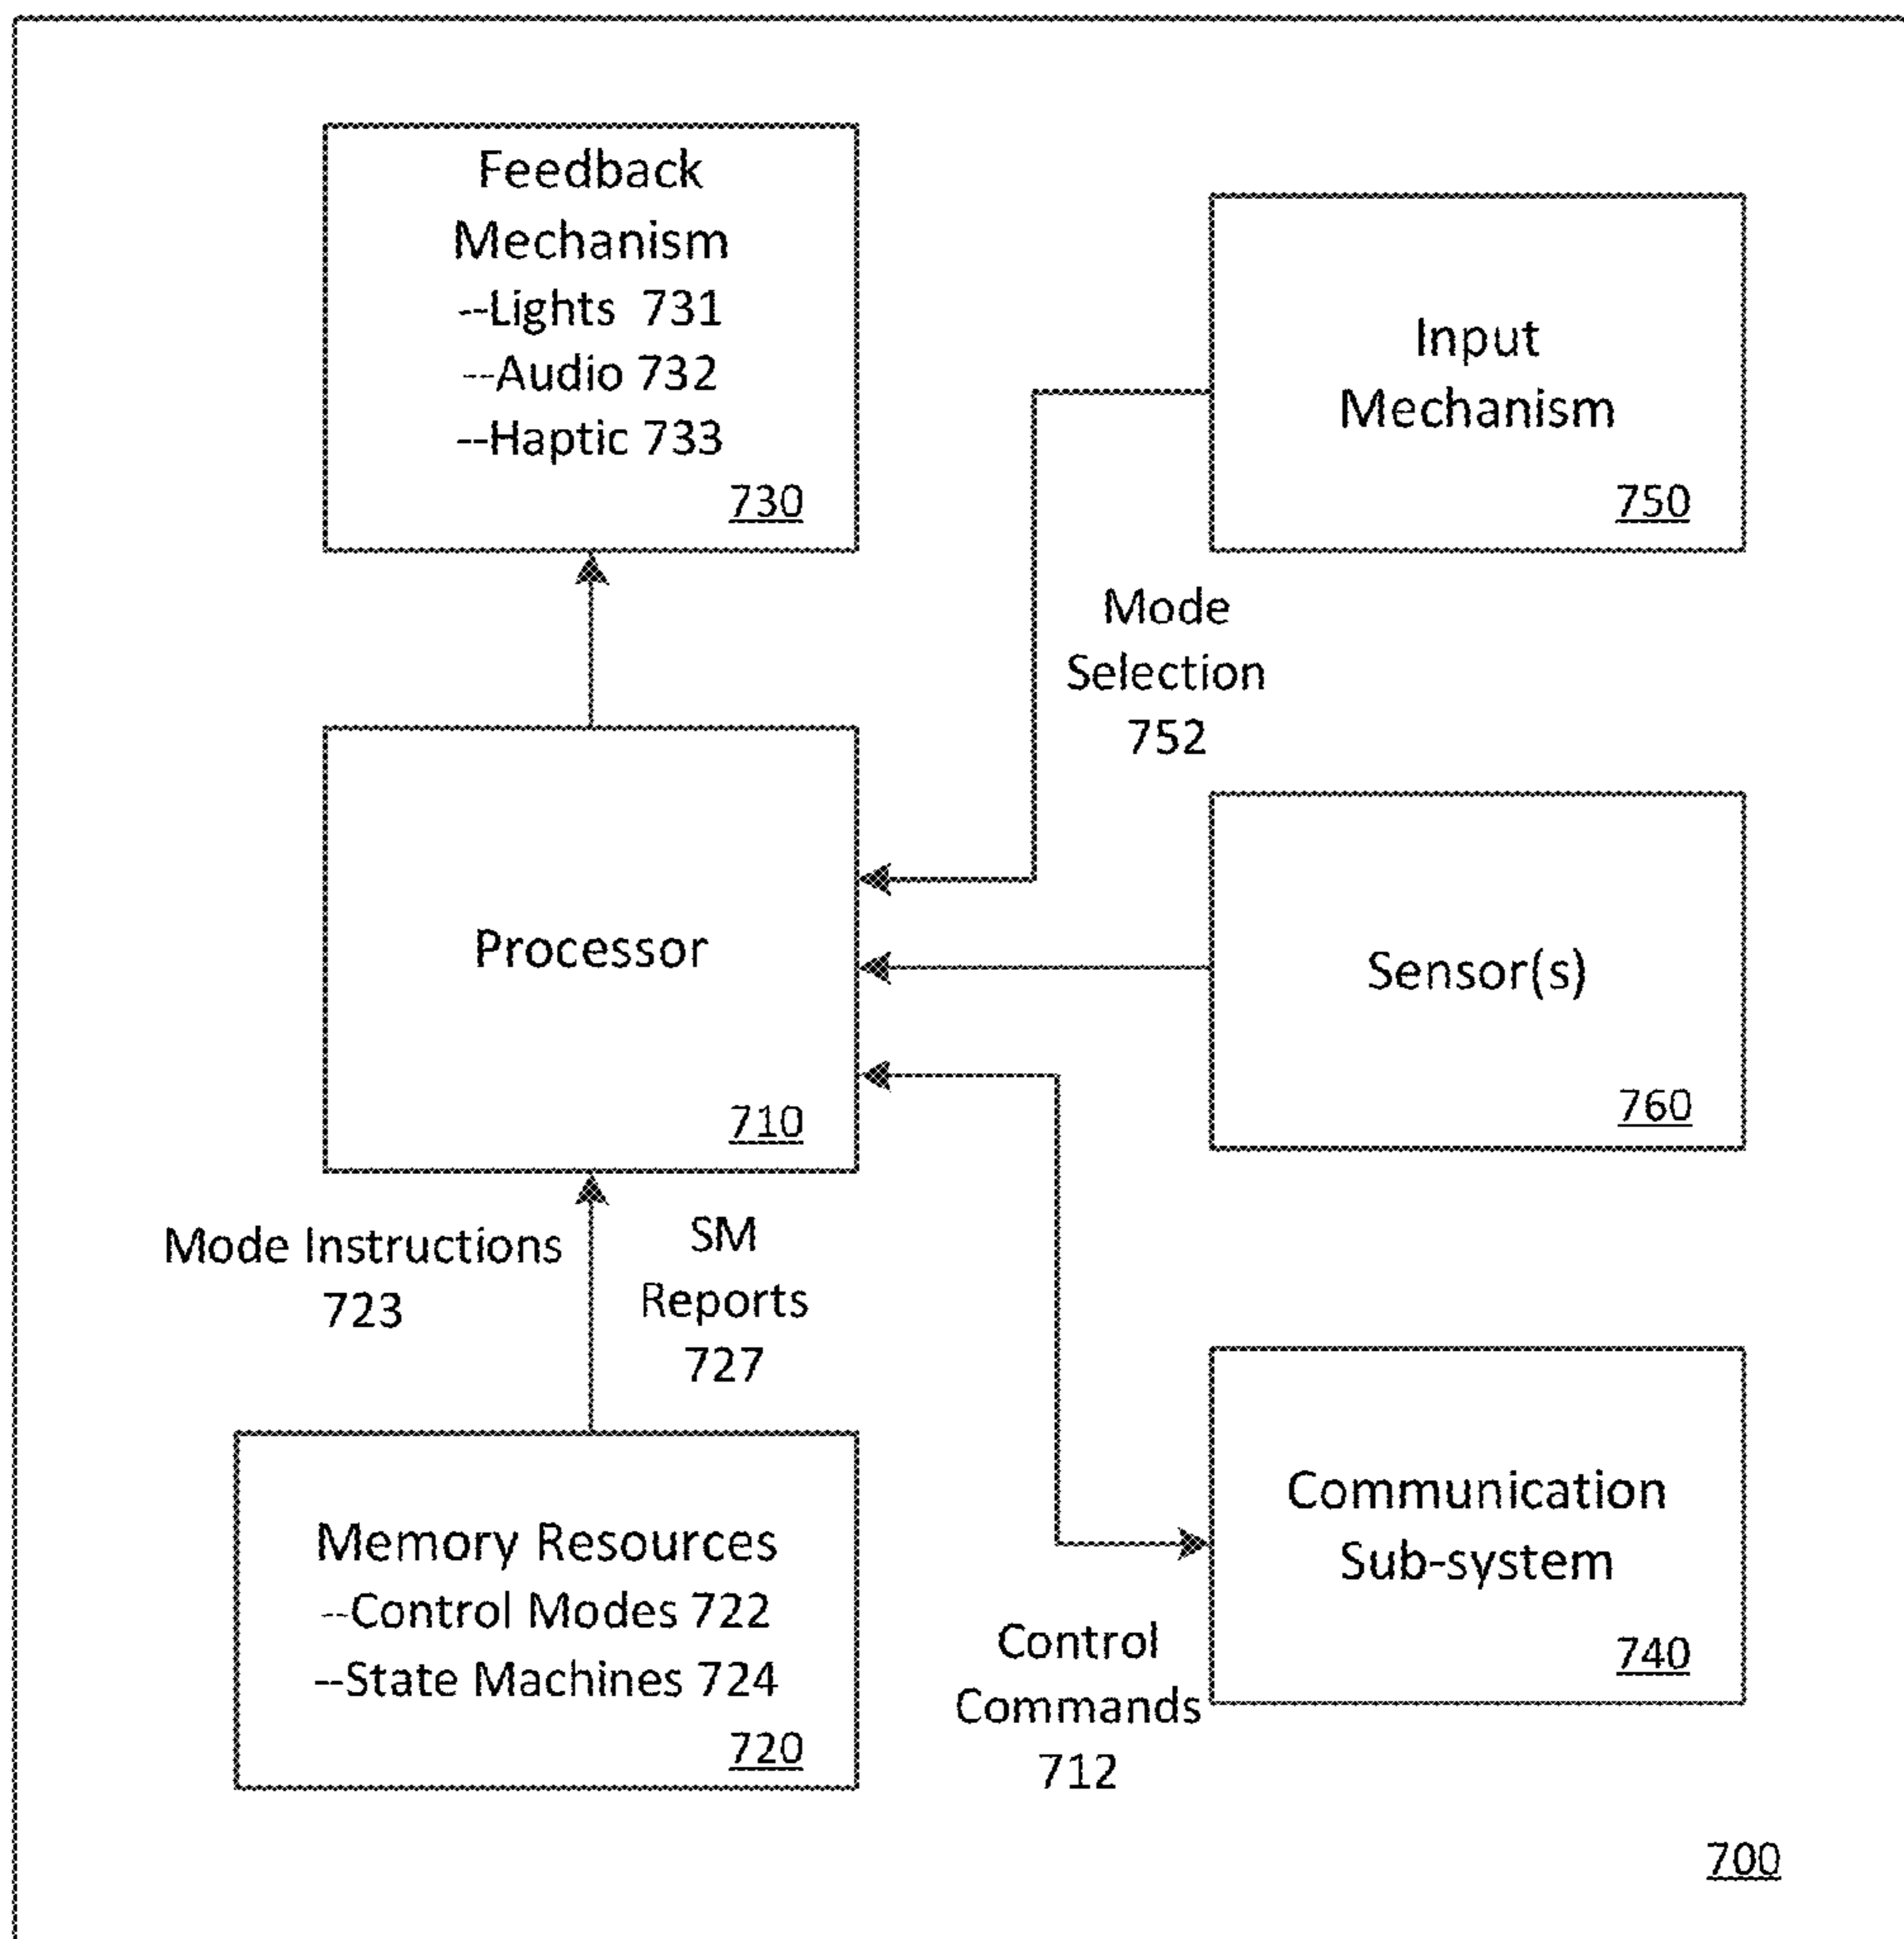 Feedback
Mechanism
--Lights 731
--Audio 732
--Haptic 733
730
Input
Mechanism
750
Mode
Selection
752
Processor
710
Sensor(s)
760
Mode Instructions
723
SM
Reports
727
Memory Resources
--Control Modes 722
--State Machines 724
720
Control
Commands
712
Communication
Sub-system
740
700